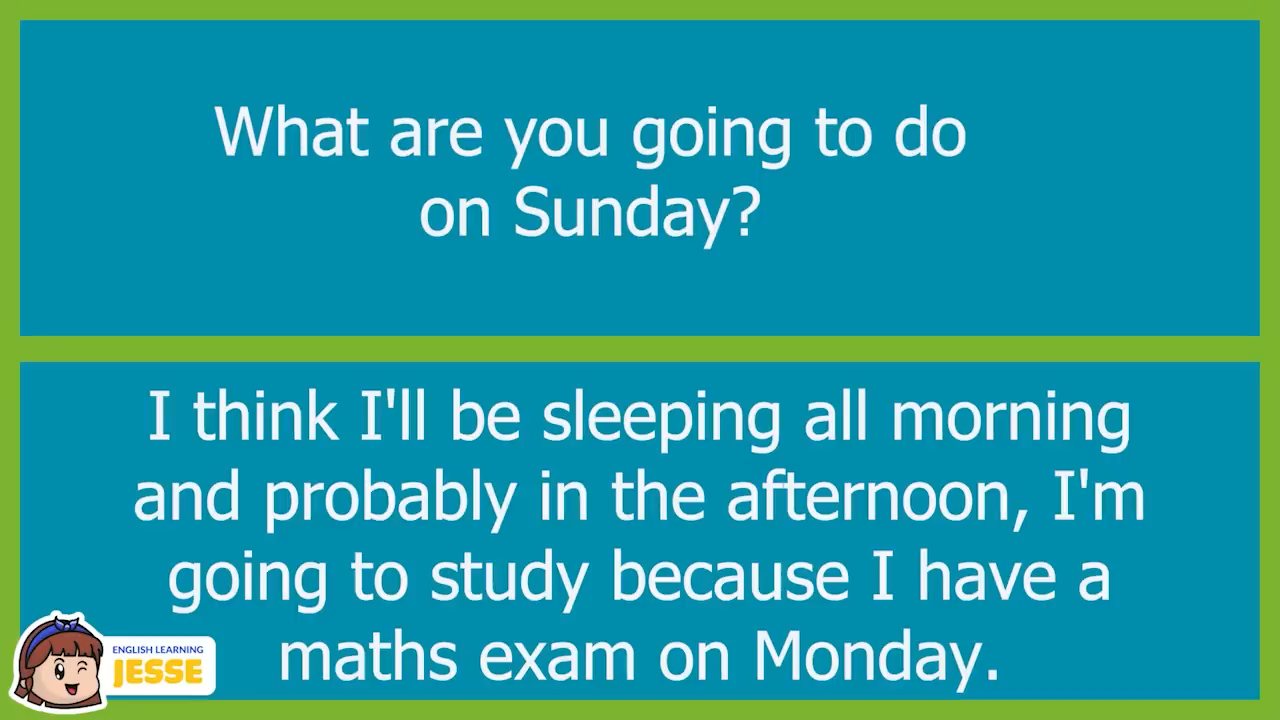 What are you going to do
on Sunday?
I think I'll be sleeping all morning
and probably in the afternoon, I'm
going to study because I have a
maths exam on Monday.
ENGLISH LEARNING
JESSE